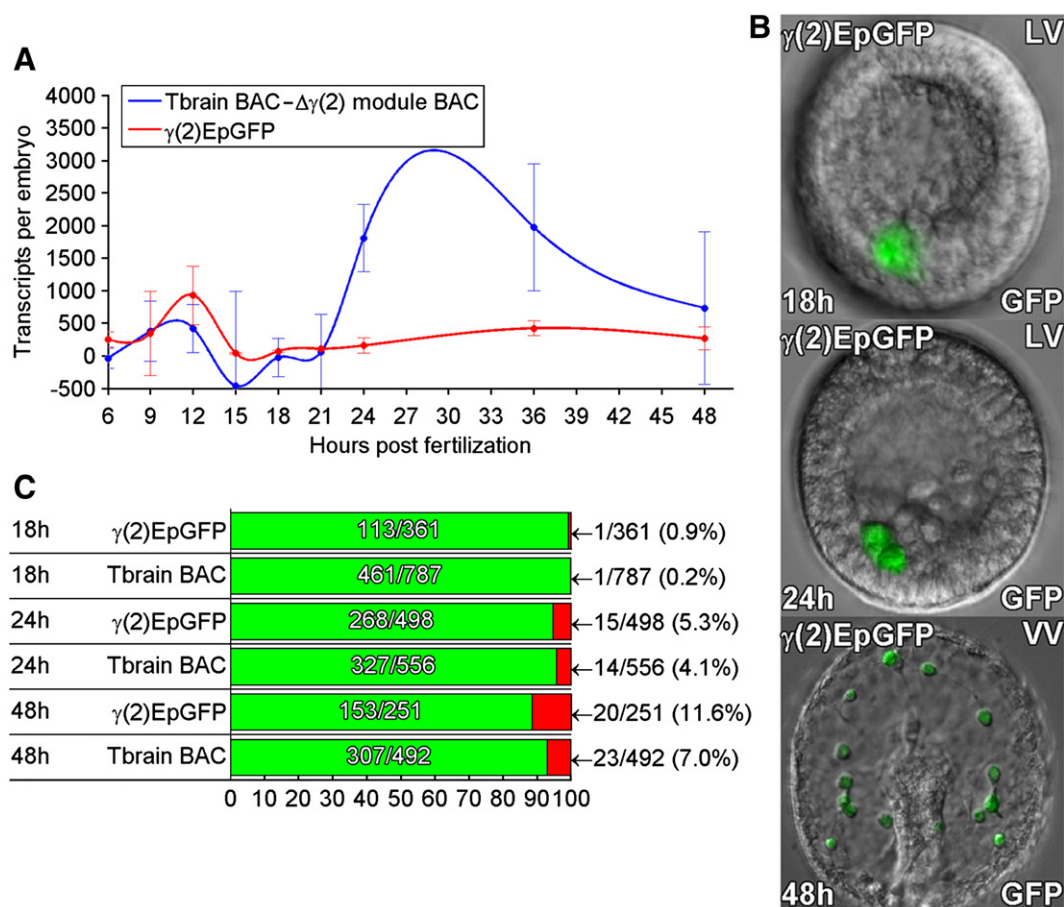 A
Transcripts per embryo
4000
3500
3000
2500
2000
1500
1000
500
0
-500
Tbrain BAC-Δγ(2) module BAC
γ(2)EpGFP
6 9 12 15 18 21 24 27 30 33 36 39 42 45 48
Hours post fertilization
B
γ(2)EpGFP LV
18h GFP
γ(2)EpGFP LV
24h GFP
γ(2)EpGFP VV
48h GFP
C
18h γ(2)EpGFP 113/361 ←1/361 (0.9%)
18h Tbrain BAC 461/787 ←1/787 (0.2%)
24h γ(2)EpGFP 268/498 ←15/498 (5.3%)
24h Tbrain BAC 327/556 ←14/556 (4.1%)
48h γ(2)EpGFP 153/251 ←20/251 (11.6%)
48h Tbrain BAC 307/492 ←23/492 (7.0%)
0 10 20 30 40 50 60 70 80 90 100